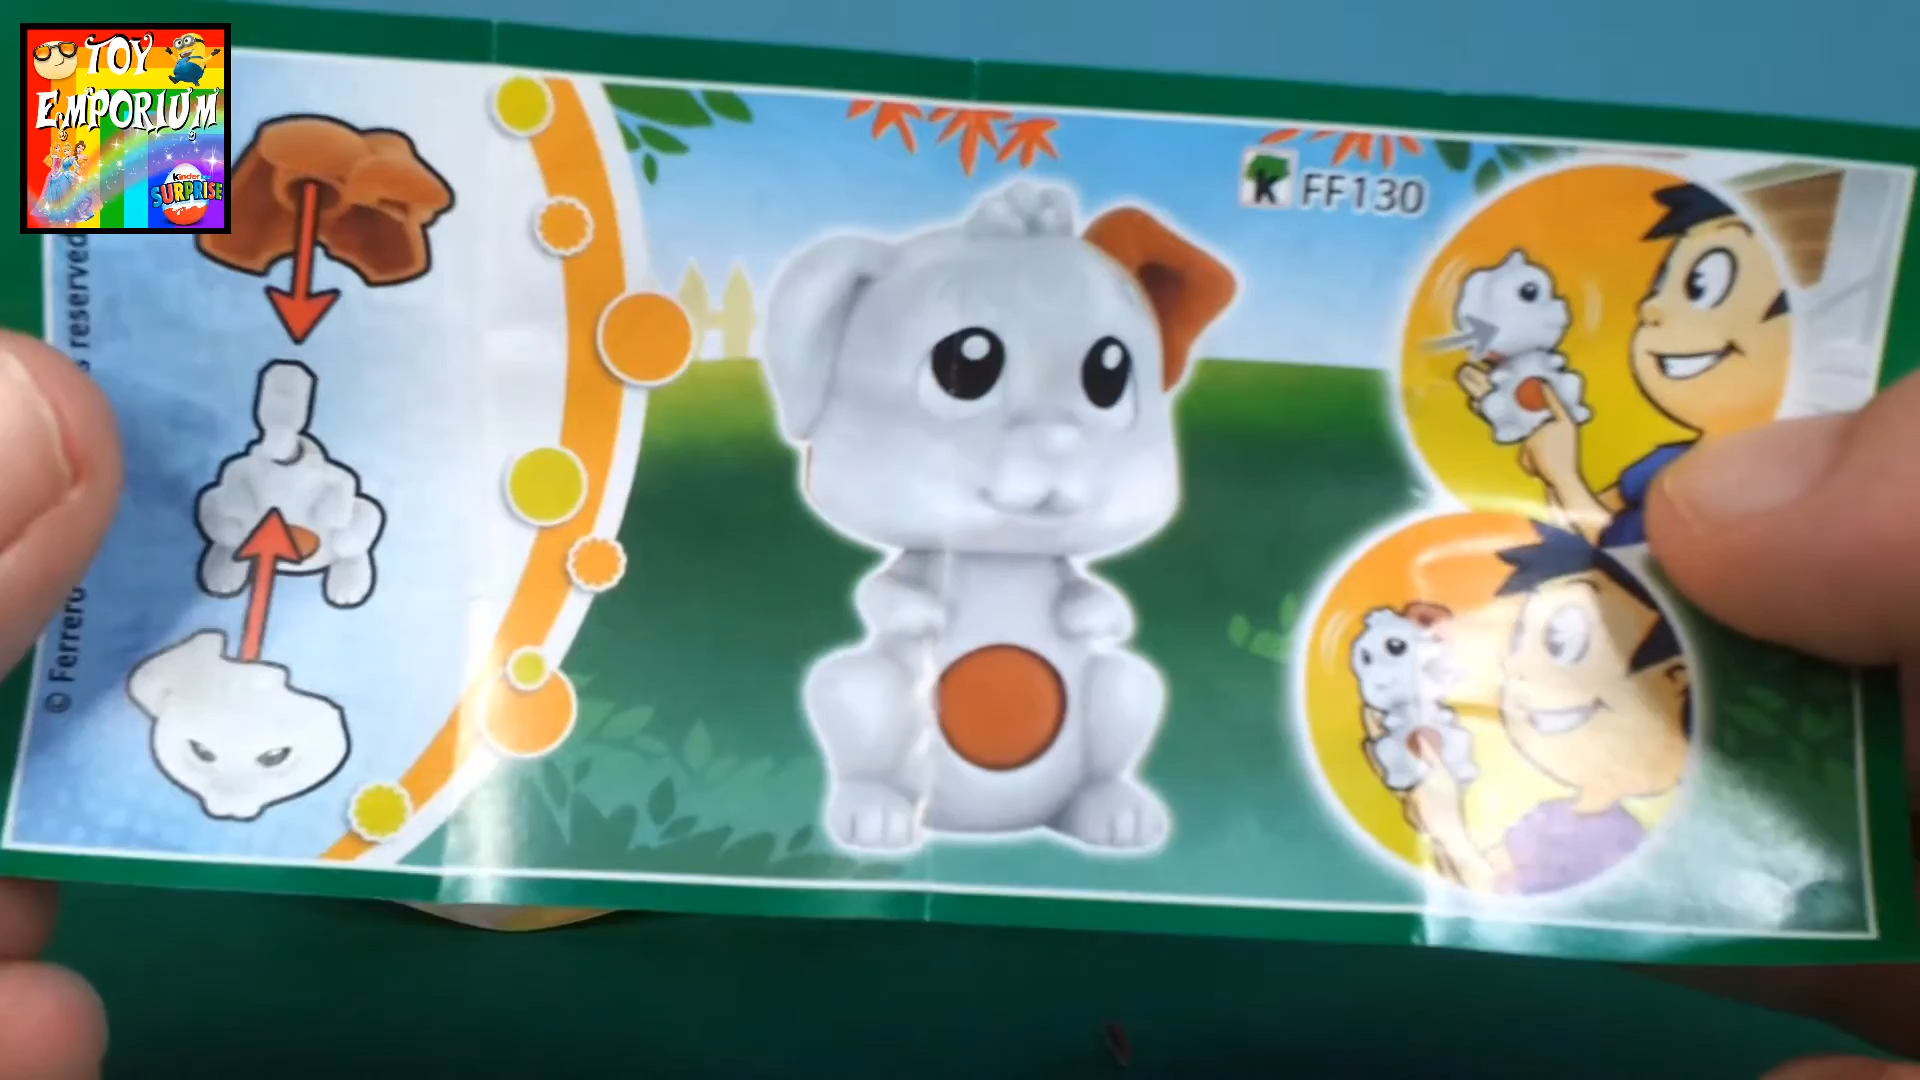 TOY
EMPORIUM
Kinder
SURPRISE
K FF130
© Ferrero
s reserved